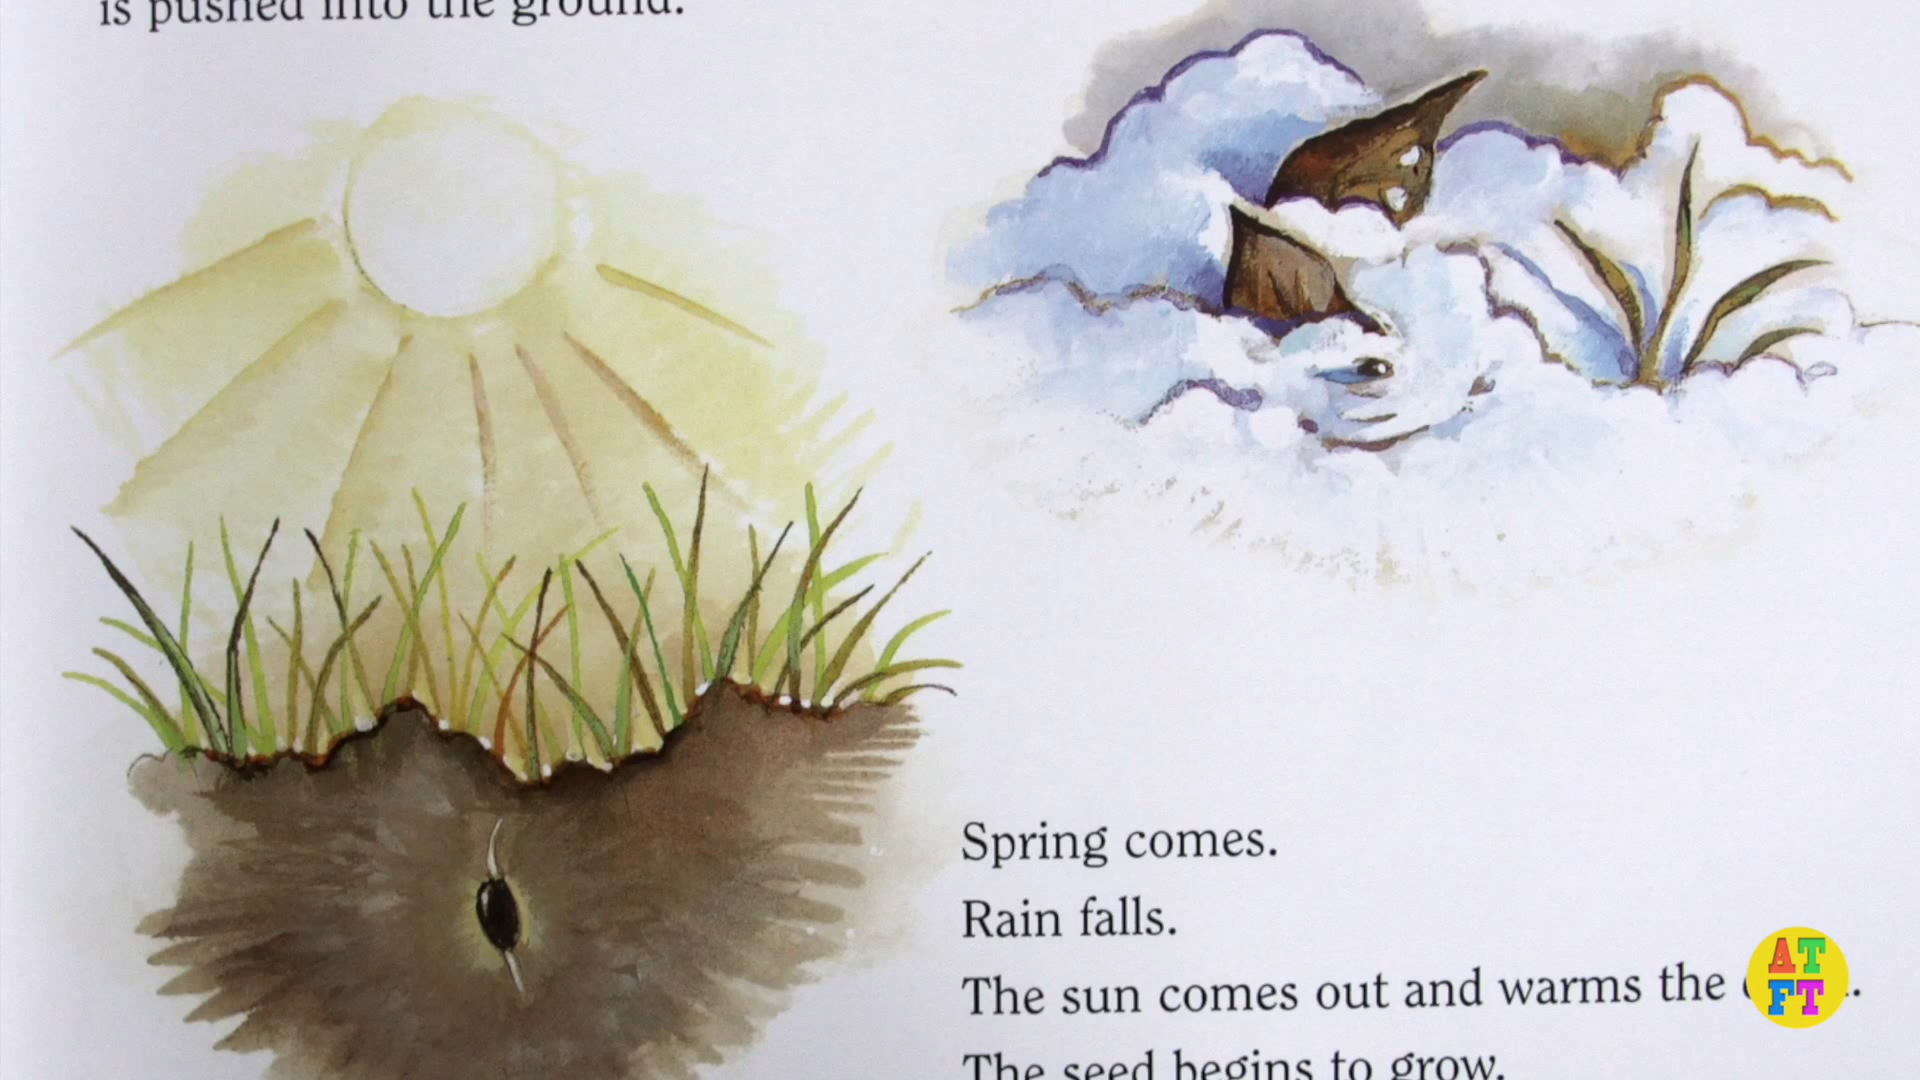 is pushed into the ground.
Spring comes.
Rain falls.
The sun comes out and warms the
The seed begins to grow.
AT
FT